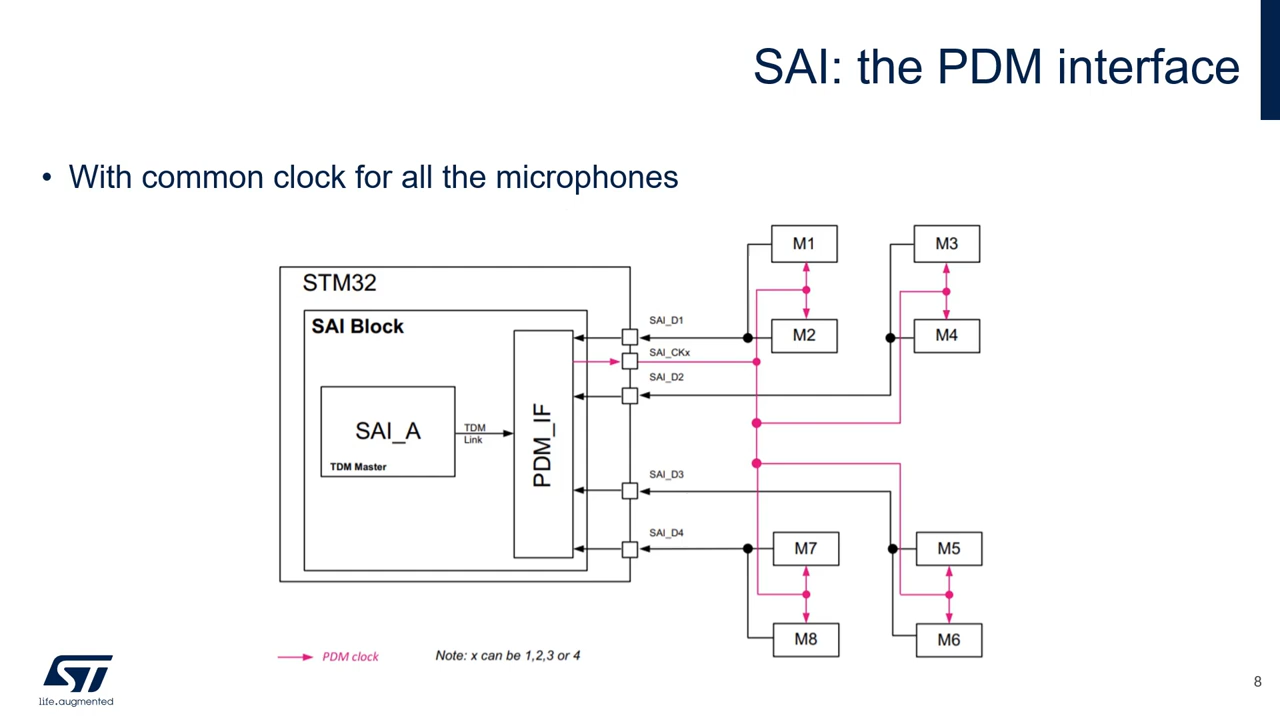 SAI: the PDM interface
• With common clock for all the microphones
STM32
SAI Block
SAI_A
TDM Master
TDM
Link
PDM_IF
SAI_D1
SAI_CKx
SAI_D2
SAI_D3
SAI_D4
M1
M2
M3
M4
M7
M8
M5
M6
PDM clock
Note: x can be 1,2,3 or 4
ST
life.augmented
8